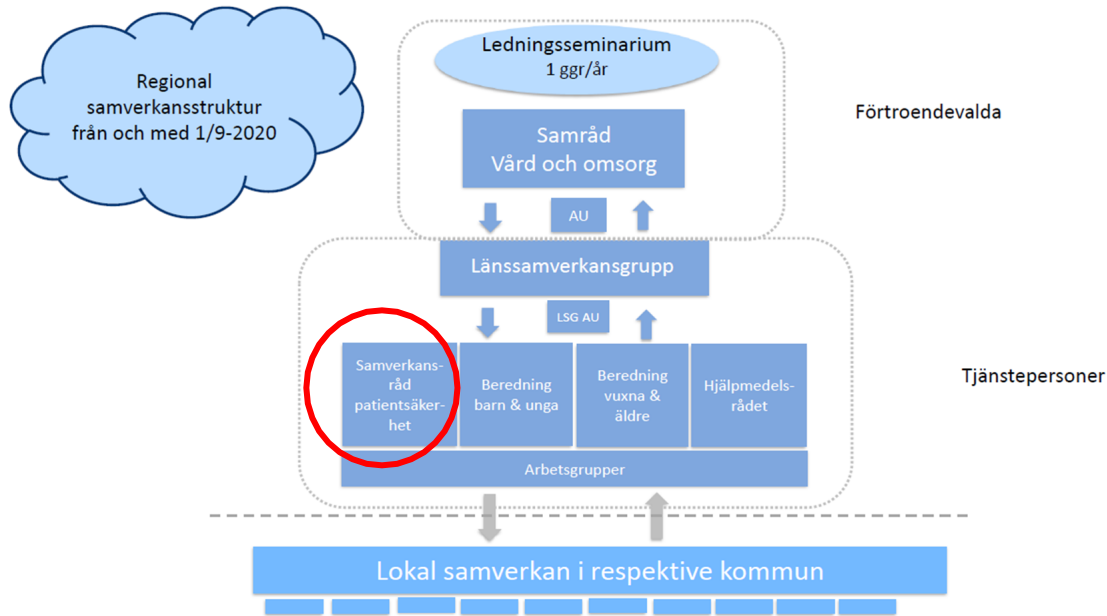 Regional
samverkansstruktur
från och med 1/9-2020
Ledningsseminarium
1 ggr/år
Förtroendevalda
Samråd
Vård och omsorg
AU
Länssamverkansgrupp
LSG AU
Samverkans-
råd
patientsäker-
het
Beredning
barn & unga
Beredning
vuxna &
äldre
Hjälpmedels-
rådet
Tjänstepersoner
Arbetsgrupper
Lokal samverkan i respektive kommun